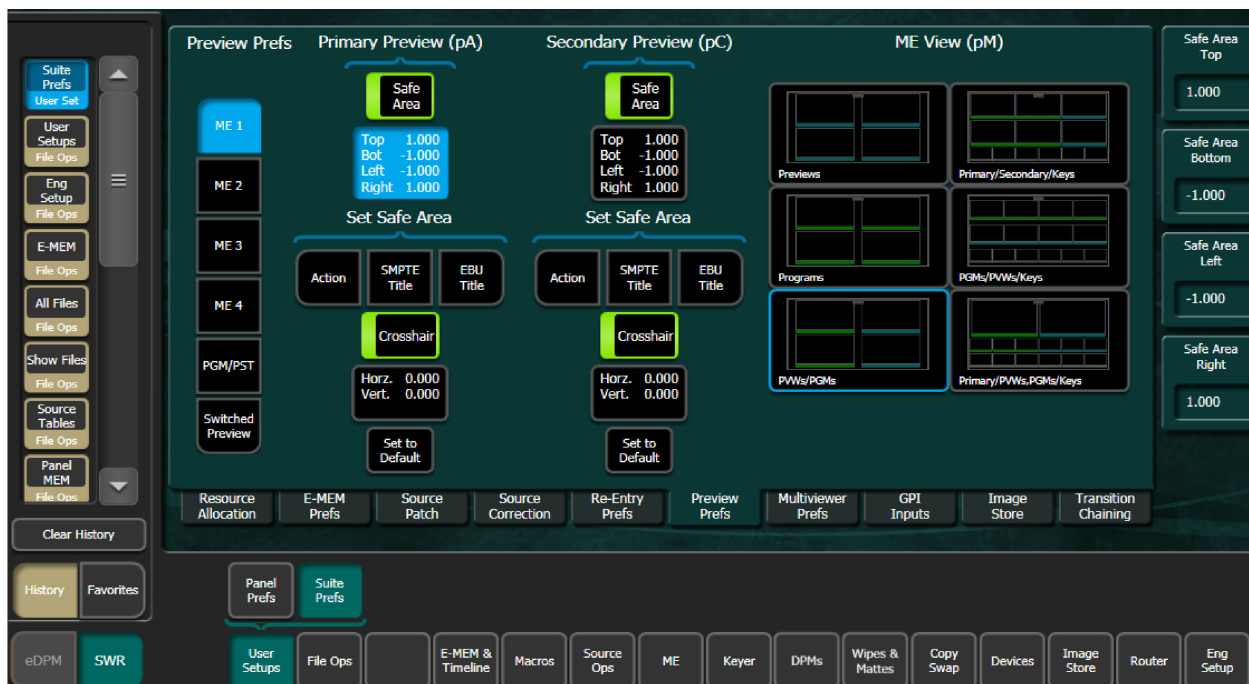 Suite
Prefs
User Set
User
Setups
File Ops
Eng
Setup
File Ops
E-MEM
File Ops
All Files
File Ops
Show Files
File Ops
Source
Tables
File Ops
Panel
MEM
File Ops
Clear History
History Favorites
eDPM SWR
Preview Prefs
ME 1
ME 2
ME 3
ME 4
PGM/PST
Switched
Preview
Primary Preview (pA)
Safe
Area
Top 1.000
Bot -1.000
Left -1.000
Right 1.000
Set Safe Area
Action
SMPTE
Title
EBU
Title
Crosshair
Horz. 0.000
Vert. 0.000
Set to
Default
Secondary Preview (pC)
Safe
Area
Top 1.000
Bot -1.000
Left -1.000
Right 1.000
Set Safe Area
Action
SMPTE
Title
EBU
Title
Crosshair
Horz. 0.000
Vert. 0.000
Set to
Default
ME View (pM)
Previews
Primary/Secondary/Keys
Programs
PGMs/PVWs/Keys
PVWs/PGMs
Primary/PVWs,PGMs/Keys
Safe Area
Top
1.000
Safe Area
Bottom
-1.000
Safe Area
Left
-1.000
Safe Area
Right
1.000
Resource
Allocation
E-MEM
Prefs
Source
Patch
Source
Correction
Re-Entry
Prefs
Preview
Prefs
Multiviewer
Prefs
GPI
Inputs
Image
Store
Transition
Chaining
Panel
Prefs
Suite
Prefs
User
Setups
File Ops
E-MEM &
Timeline
Macros
Source
Ops
ME
Keyer
DPMs
Wipes &
Mattes
Copy
Swap
Devices
Image
Store
Router
Eng
Setup